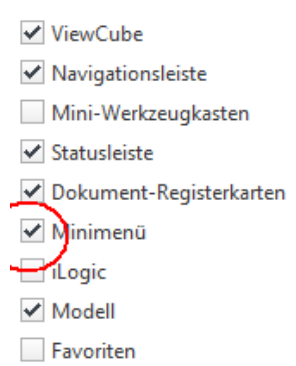 ViewCube
Navigationsleiste
Mini-Werkzeugkasten
Statusleiste
Dokument-Registerkarten
Minimenü
iLogic
Modell
Favoriten